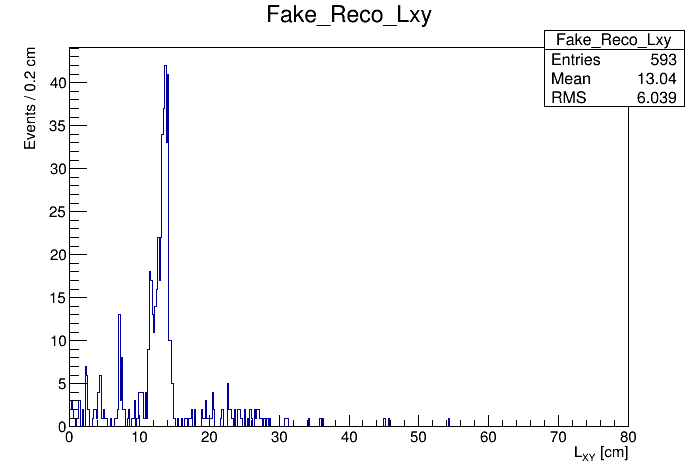 Fake_Reco_Lxy
Fake_Reco_Lxy
Entries 593
Mean 13.04
RMS 6.039
Events / 0.2 cm
40
35
30
25
20
15
10
5
0
0 10 20 30 40 50 60 70 80
L_XY [cm]